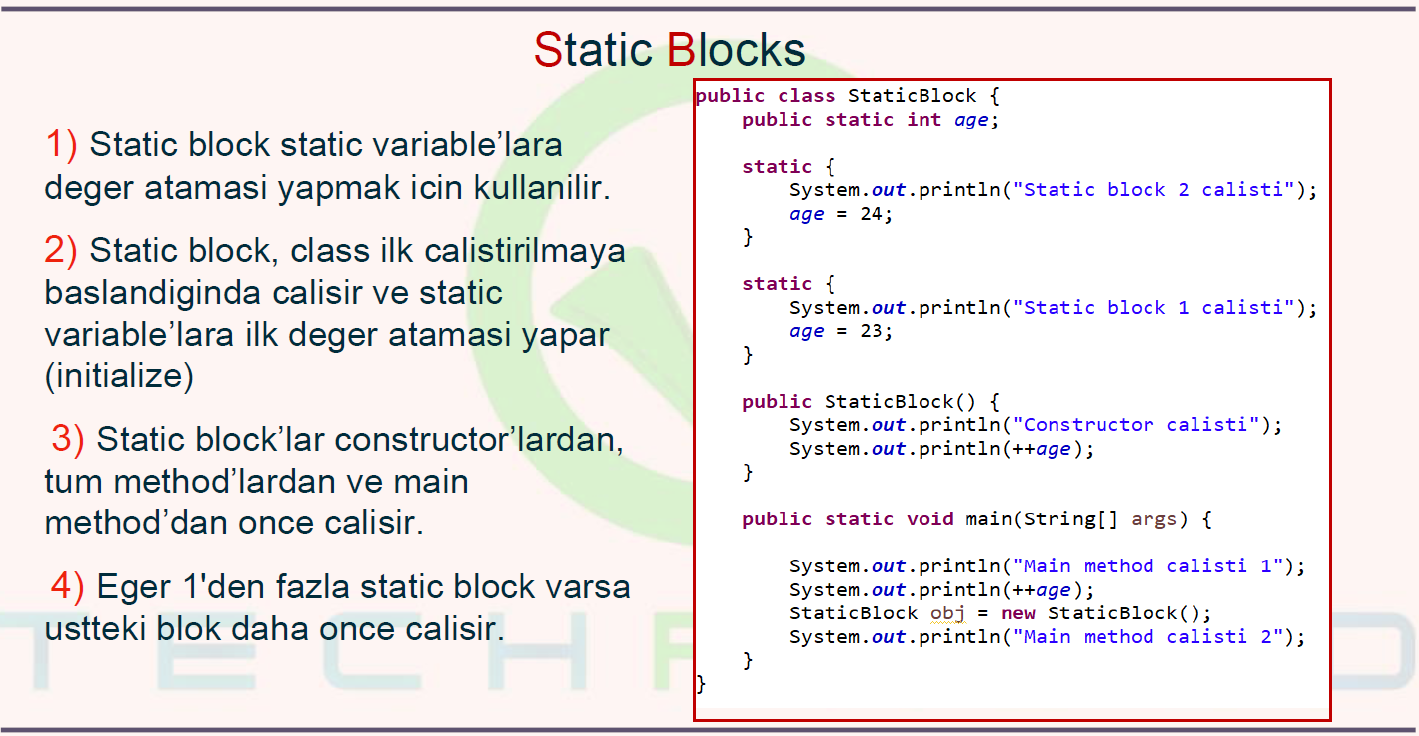 Static Blocks
1) Static block static variable’lara
deger atamasi yapmak icin kullanilir.
2) Static block, class ilk calistirilmaya
baslandiginda calisir ve static
variable’lara ilk deger atamasi yapar
(initialize)
3) Static block’lar constructor’lardan,
tum method’lardan ve main
method’dan once calisir.
4) Eger 1'den fazla static block varsa
ustteki blok daha once calisir.
public class StaticBlock {
    public static int age;
    static {
        System.out.println("Static block 2 calisti");
        age = 24;
    }
    static {
        System.out.println("Static block 1 calisti");
        age = 23;
    }
    public StaticBlock() {
        System.out.println("Constructor calisti");
        System.out.println(++age);
    }
    public static void main(String[] args) {
        System.out.println("Main method calisti 1");
        System.out.println(++age);
        StaticBlock obj = new StaticBlock();
        System.out.println("Main method calisti 2");
    }
}